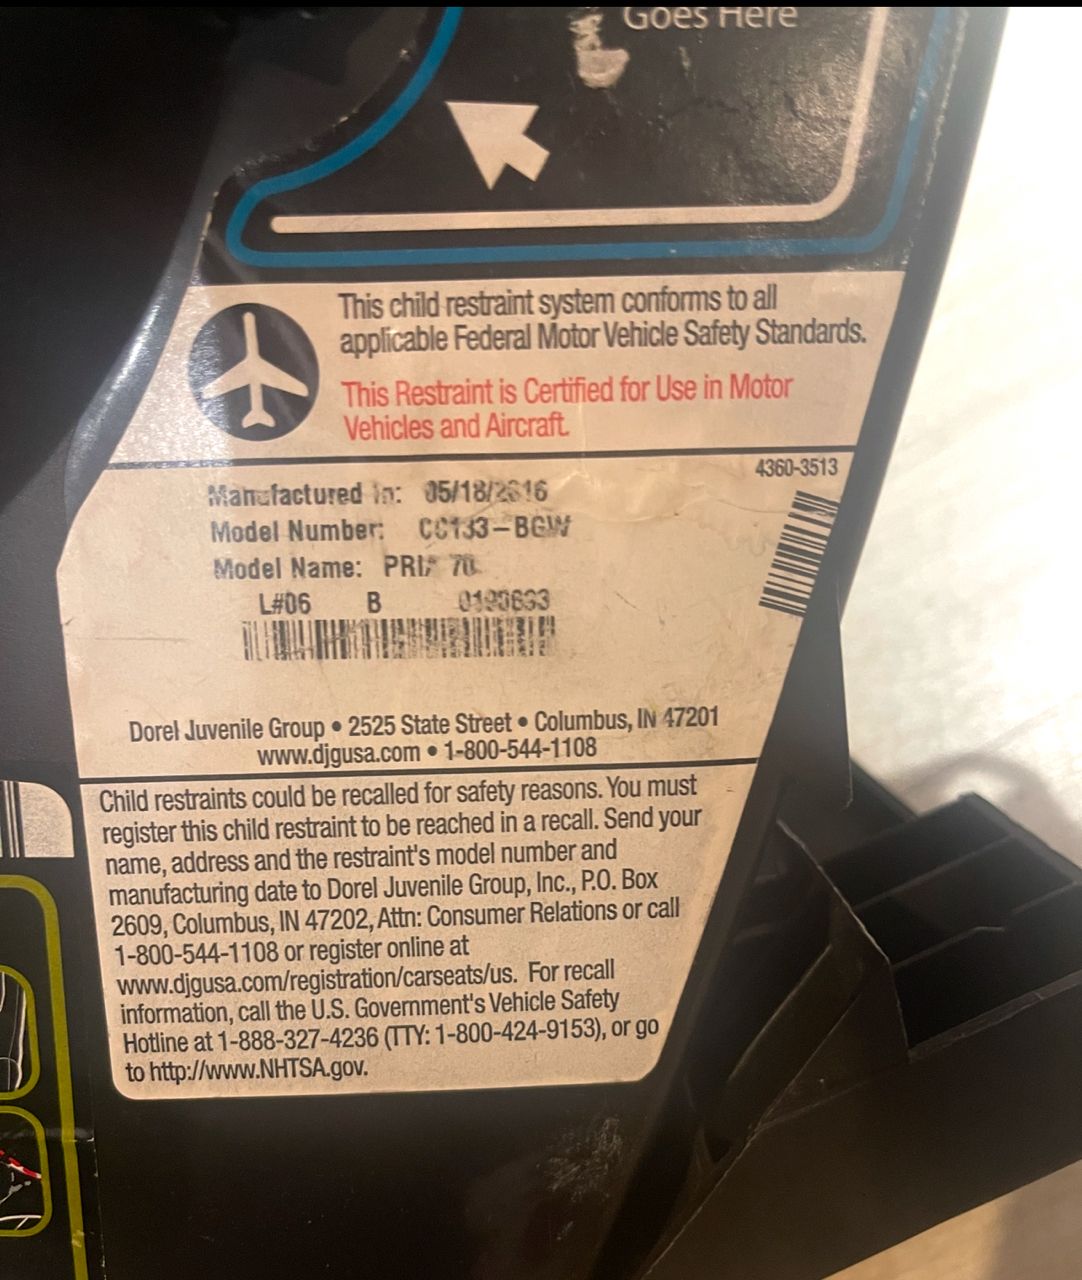 Goes Here
This child restraint system conforms to all
applicable Federal Motor Vehicle Safety Standards.
This Restraint is Certified for Use in Motor
Vehicles and Aircraft.
4360-3513
Manufactured In: 05/18/2016
Model Number: CC133-BGW
Model Name: PRIA 70
L#06 B
Dorel Juvenile Group • 2525 State Street • Columbus, IN 47201
www.djgusa.com • 1-800-544-1108
Child restraints could be recalled for safety reasons. You must
register this child restraint to be reached in a recall. Send your
name, address and the restraint's model number and
manufacturing date to Dorel Juvenile Group, Inc., P.O. Box
2609, Columbus, IN 47202, Attn: Consumer Relations or call
1-800-544-1108 or register online at
www.djgusa.com/registration/carseats/us. For recall
information, call the U.S. Government's Vehicle Safety
Hotline at 1-888-327-4236 (TTY: 1-800-424-9153), or go
to http://www.NHTSA.gov.